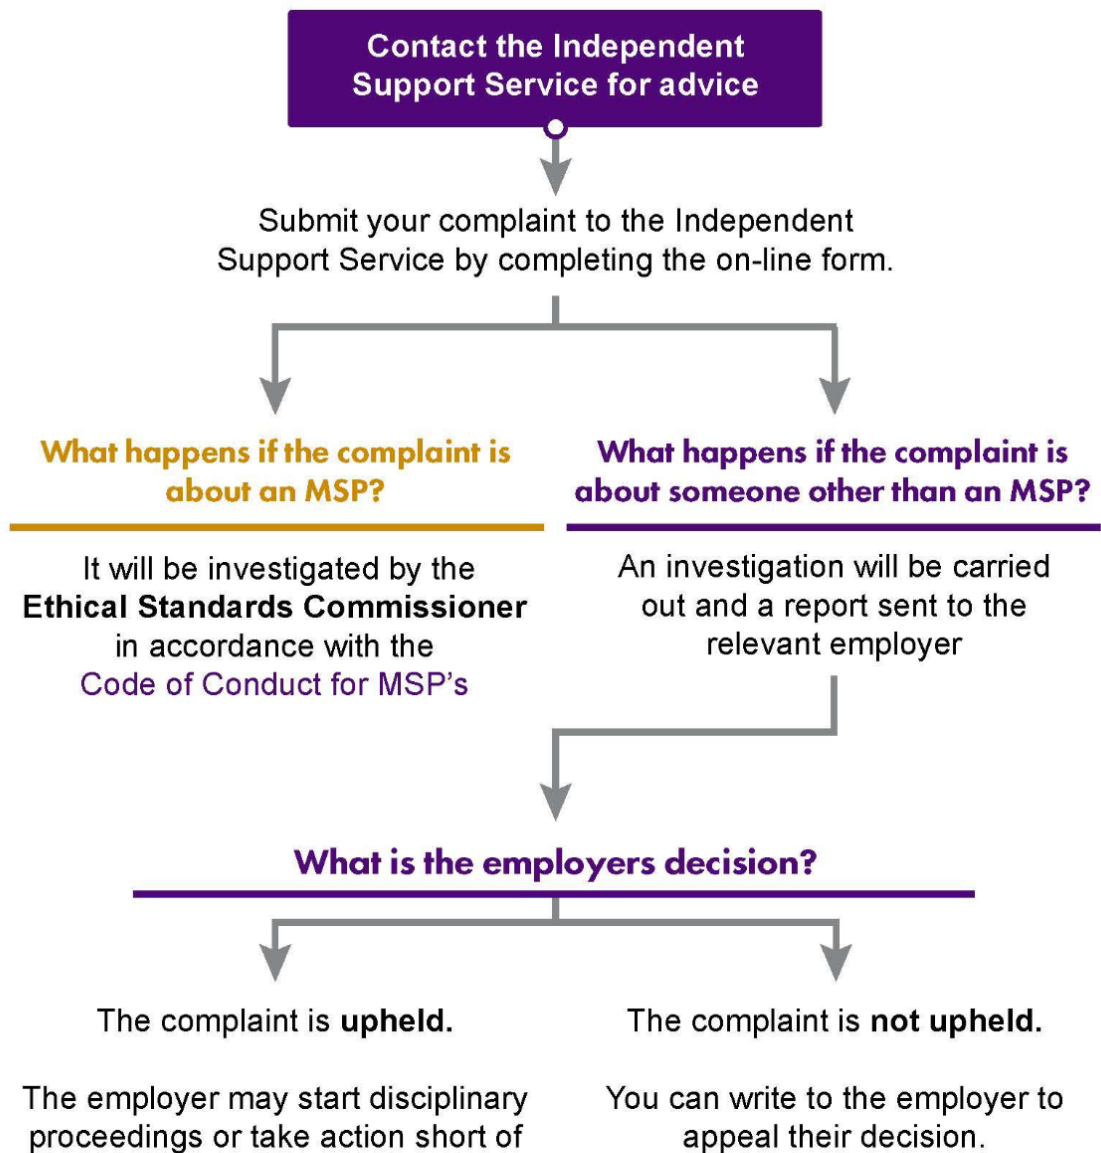 Contact the Independent
Support Service for advice
Submit your complaint to the Independent
Support Service by completing the on-line form.
What happens if the complaint is
about an MSP?
It will be investigated by the
Ethical Standards Commissioner
in accordance with the
Code of Conduct for MSP’s
What happens if the complaint is
about someone other than an MSP?
An investigation will be carried
out and a report sent to the
relevant employer
What is the employers decision?
The complaint is upheld.
The employer may start disciplinary
proceedings or take action short of
The complaint is not upheld.
You can write to the employer to
appeal their decision.